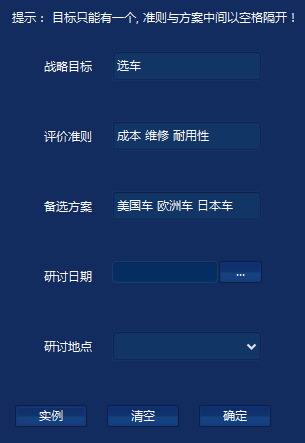 提示： 目标只能有一个, 准则与方案中间以空格隔开！
战略目标 选车
评价准则 成本 维修 耐用性
备选方案 美国车 欧洲车 日本车
研讨日期 ...
研讨地点
实例 清空 确定